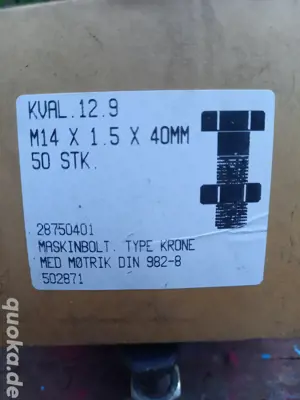 KVAL.12.9
M14 X 1.5 X 40MM
50 STK.
28750401
MASKINBOLT. TYPE KRONE
MED MØTRIK DIN 982-8
502871
quoka.de